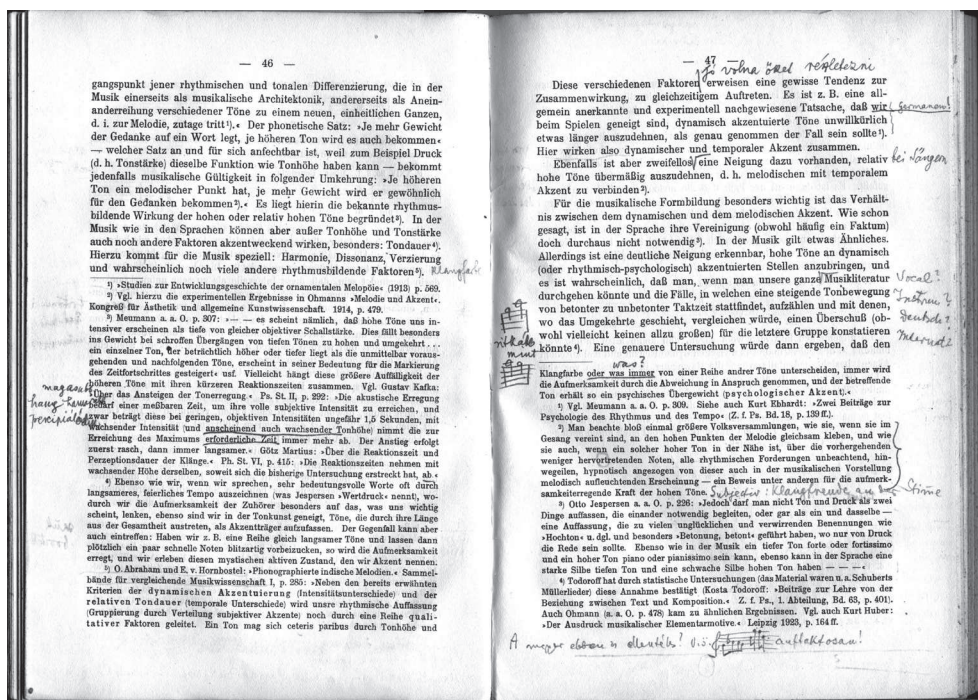 — 46 —
gangspunkt jener rhythmischen und tonalen Differenzierung, die in der
Musik einerseits als musikalische Architektonik, andererseits als Anein-
anderreihung verschiedener Töne zu einem neuen, einheitlichen Ganzen,
d. i. zur Melodie, zutage tritt¹).« Der phonetische Satz: »Je mehr Gewicht
der Gedanke auf ein Wort legt, je höheren Ton wird es auch bekommen«
— welcher Satz an und für sich anfechtbar ist, weil zum Beispiel Druck
(d. h. Tonstärke) dieselbe Funktion wie Tonhöhe haben kann — bekommt
jedenfalls musikalische Gültigkeit in folgender Umkehrung: »Je höheren
Ton ein melodischer Punkt hat, je mehr Gewicht wird er gewöhnlich
für den Gedanken bekommen²).« Es liegt hierin die bekannte rhythmus-
bildende Wirkung der hohen oder relativ hohen Töne begründet³). In der
Musik wie in den Sprachen können aber außer Tonhöhe und Tonstärke
auch noch andere Faktoren akzentweckend wirken, besonders: Tondauer⁴).
Hierzu kommt für die Musik speziell: Harmonie, Dissonanz, Verzierung
und wahrscheinlich noch viele andere rhythmusbildende Faktoren⁵). Klangfarbe
¹) »Studien zur Entwicklungsgeschichte der ornamentalen Melopöie« (1913) p. 569.
²) Vgl. hierzu die experimentellen Ergebnisse in Ohmanns »Melodie und Akzent«.
Kongreß für Ästhetik und allgemeine Kunstwissenschaft. 1914, p. 479.
³) Meumann a. a. O. p. 307: »— — es scheint nämlich, daß hohe Töne uns in-
tensiver erscheinen als tiefe von gleicher objektiver Schallstärke. Dies fällt besonders
ins Gewicht bei schroffen Übergängen von tiefen Tönen zu hohen und umgekehrt . . .
ein einzelner Ton, der beträchtlich höher oder tiefer liegt als die unmittelbar voraus-
gehenden und nachfolgenden Töne, erscheint in seiner Bedeutung für die Markierung
des Zeitfortschrittes gesteigert« usf. Vielleicht hängt diese größere Auffälligkeit der
höheren Töne mit ihren kürzeren Reaktionszeiten zusammen. Vgl. Gustav Kafka:
»Über das Ansteigen der Tonerregung.« Ps. St. II, p. 292: »Die akustische Erregung
bedarf einer meßbaren Zeit, um ihre volle subjektive Intensität zu erreichen, und
zwar beträgt diese bei geringen, objektiven Intensitäten ungefähr 1,5 Sekunden, mit
wachsender Intensität (und anscheinend auch wachsender Tonhöhe) nimmt die zur
Erreichung des Maximums erforderliche Zeit immer mehr ab. Der Anstieg erfolgt
zuerst rasch, dann immer langsamer.« Götz Martius: »Über die Reaktionszeit und
Perzeptionsdauer der Klänge.« Ph. St. VI, p. 415: »Die Reaktionszeiten nehmen mit
wachsender Höhe derselben, soweit sich die bisherige Untersuchung erstreckt hat, ab.«
⁴) Ebenso wie wir, wenn wir sprechen, sehr bedeutungsvolle Worte oft durch
langsameres, feierliches Tempo auszeichnen (was Jespersen »Wertdruck« nennt), wo-
durch wir die Aufmerksamkeit der Zuhörer besonders auf das, was uns wichtig
scheint, lenken, ebenso sind wir in der Tonkunst geneigt, Töne, die durch ihre Länge
aus der Gesamtheit austreten, als Akzentträger aufzufassen. Der Gegenfall kann aber
auch eintreffen: Haben wir z. B. eine Reihe gleich langsamer Töne und lassen dann
plötzlich ein paar schnelle Noten blitzartig vorbeizucken, so wird die Aufmerksamkeit
erregt, und wir erleben diesen mystischen aktiven Zustand, den wir Akzent nennen.
⁵) O. Abraham und E. v. Hornbostel: »Phonographierte indische Melodien.« Sammel-
bände für vergleichende Musikwissenschaft I, p. 285: »Neben den bereits erwähnten
Kriterien der dynamischen Akzentuierung (Intensitätsunterschiede) und der
relativen Tondauer (temporale Unterschiede) wird unsre rhythmische Auffassung
(Gruppierung durch Verteilung subjektiver Akzente) noch durch eine Reihe quali-
tativer Faktoren geleitet. Ein Ton mag sich ceteris paribus durch Tonhöhe und
— 47 —
jó volna őket részletezni
Diese verschiedenen Faktoren erweisen eine gewisse Tendenz zur
Zusammenwirkung, zu gleichzeitigem Auftreten. Es ist z. B. eine all-
gemein anerkannte und experimentell nachgewiesene Tatsache, daß wir
beim Spielen geneigt sind, dynamisch akzentuierte Töne unwillkürlich
etwas länger auszudehnen, als genau genommen der Fall sein sollte¹).
Hier wirken also dynamischer und temporaler Akzent zusammen.
Ebenfalls ist aber zweifellos eine Neigung dazu vorhanden, relativ
hohe Töne übermäßig auszudehnen, d. h. melodischen mit temporalem
Akzent zu verbinden²).
Für die musikalische Formbildung besonders wichtig ist das Verhält-
nis zwischen dem dynamischen und dem melodischen Akzent. Wie schon
gesagt, ist in der Sprache ihre Vereinigung (obwohl häufig ein Faktum)
doch durchaus nicht notwendig³). In der Musik gilt etwas Ähnliches.
Allerdings ist eine deutliche Neigung erkennbar, hohe Töne an dynamisch
(oder rhythmisch-psychologisch) akzentuierten Stellen anzubringen, und
es ist wahrscheinlich, daß man, wenn man unsere ganze Musikliteratur
durchgehen könnte und die Fälle, in welchen eine steigende Tonbewegung
von betonter zu unbetonter Taktzeit stattfindet, aufzählen, und mit denen,
wo das Umgekehrte geschieht, vergleichen würde, einen Überschuß (ob-
wohl vielleicht keinen allzu großen) für die letztere Gruppe konstatieren
könnte⁴). Eine genauere Untersuchung würde dann ergeben, daß den
was?
Klangfarbe oder was immer von einer Reihe andrer Töne unterscheiden, immer wird
die Aufmerksamkeit durch die Abweichung in Anspruch genommen, und der betreffende
Ton erhält so ein psychisches Übergewicht (psychologischer Akzent).«
¹) Vgl. Meumann a. a. O. p. 309. Siehe auch Kurt Ebhardt: »Zwei Beiträge zur
Psychologie des Rhythmus und des Tempo« (Z. f. Ps. Bd. 18, p. 139 ff.).
²) Man beachte bloß einmal größere Volksversammlungen, wie sie, wenn sie im
Gesang vereint sind, an den hohen Punkten der Melodie gleichsam kleben, und wie
sie auch, wenn ein solcher hoher Ton in der Nähe ist, über die vorhergehenden
weniger hervortretenden Noten, alle rhythmischen Forderungen unbeachtend, hin-
wegeilen, hypnotisch angezogen von dieser auch in der musikalischen Vorstellung
melodisch aufleuchtenden Erscheinung — ein Beweis unter anderen für die aufmerk-
samkeiterregende Kraft der hohen Töne. Subjectiv: Klangfreude an d. Stimme
³) Otto Jespersen a. a. O. p. 226: »Jedoch darf man nicht Ton und Druck als zwei
Dinge auffassen, die einander notwendig begleiten, oder gar als ein und dasselbe —
eine Auffassung, die zu vielen unglücklichen und verwirrenden Benennungen wie
»Hochton« u. dgl. und besonders »Betonung, betont« geführt haben, wo nur von Druck
die Rede sein sollte. Ebenso wie in der Musik ein tiefer Ton forte oder fortissimo
und ein hoher Ton piano oder pianissimo sein kann, ebenso kann in der Sprache eine
starke Silbe tiefen Ton und eine schwache Silbe hohen Ton haben — — —«
⁴) Todoroff hat durch statistische Untersuchungen (das Material waren u. a. Schuberts
Müllerlieder) diese Annahme bestätigt (Kosta Todoroff: »Beiträge zur Lehre von der
Beziehung zwischen Text und Komposition.« Z. f. Ps., 1. Abteilung, Bd. 63, p. 401).
Auch Ohmann (a. a. O. p. 478) kam zu ähnlichen Ergebnissen. Vgl. auch Kurt Huber:
»Der Ausdruck musikalischer Elementarmotive.« Leipzig 1923, p. 164 ff.
bei Längen
Vocal?
Deutsch?
ritkább
mint